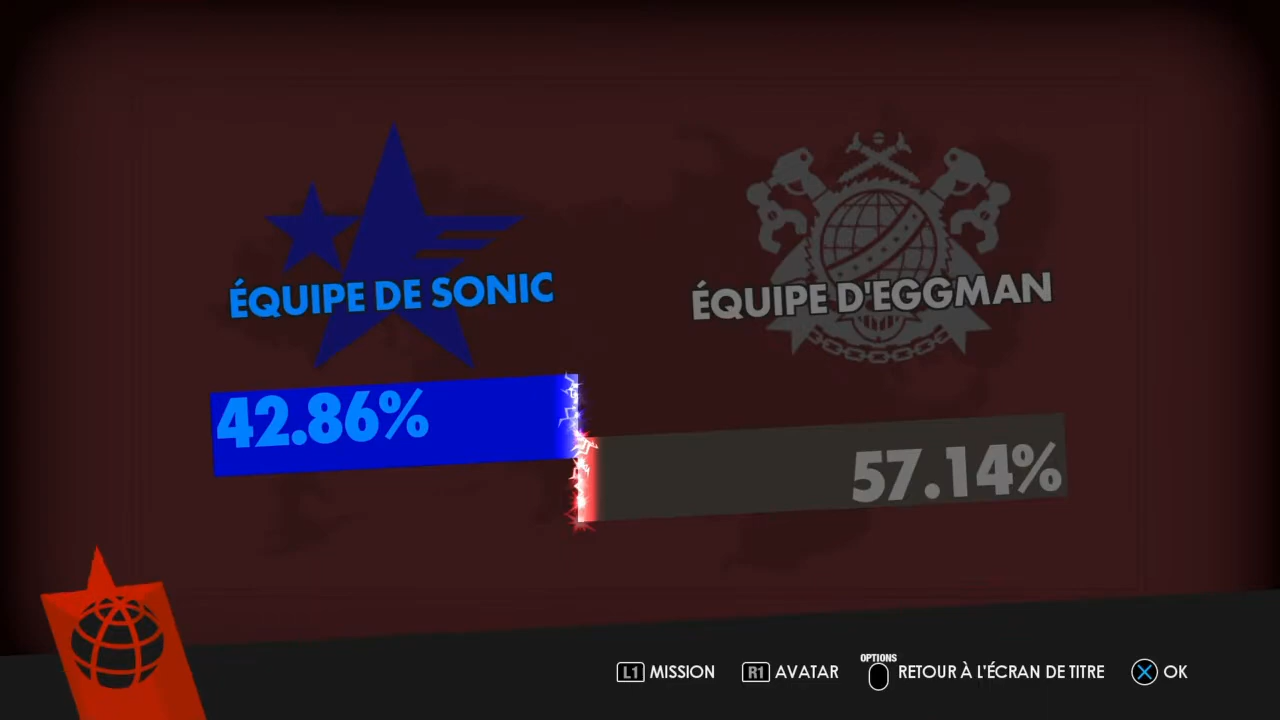 ÉQUIPE DE SONIC
ÉQUIPE D'EGGMAN
42.86%
57.14%
L1 MISSION
R1 AVATAR
OPTIONS RETOUR À L'ÉCRAN DE TITRE
OK